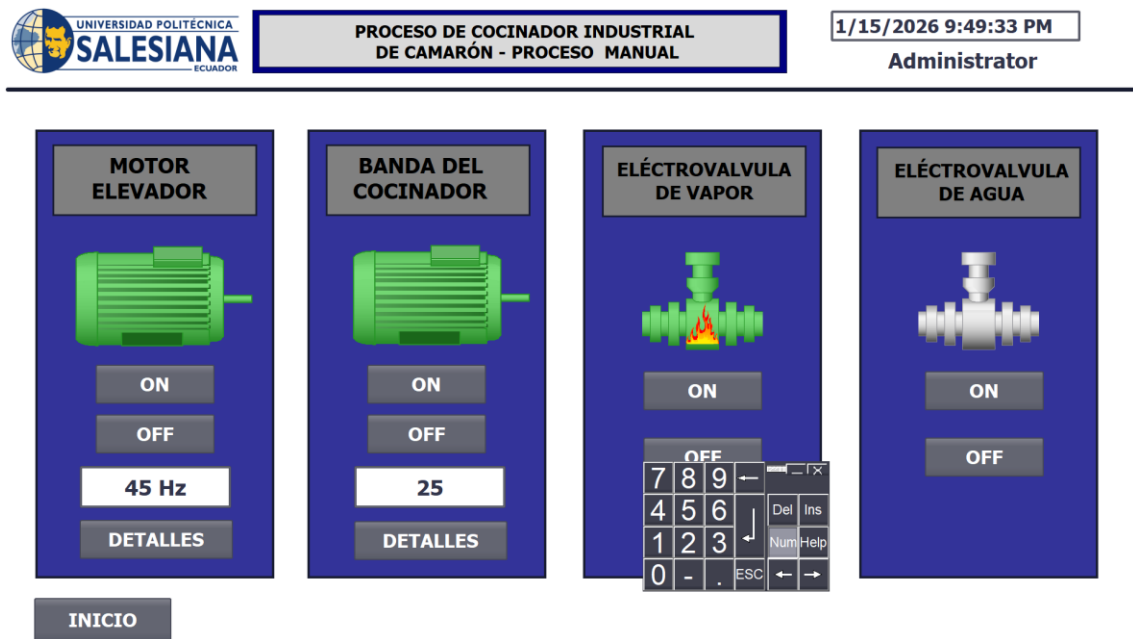 UNIVERSIDAD POLITÉCNICA
SALESIANA
ECUADOR
PROCESO DE COCINADOR INDUSTRIAL
DE CAMARÓN - PROCESO  MANUAL
1/15/2026 9:49:33 PM
Administrator
MOTOR
ELEVADOR
ON
OFF
45 Hz
DETALLES
BANDA DEL
COCINADOR
ON
OFF
25
DETALLES
ELÉCTROVALVULA
DE VAPOR
ON
OFF
7 8 9 ←
4 5 6 Del Ins
1 2 3 Num Help
0 - . ESC ← →
ELÉCTROVALVULA
DE AGUA
ON
OFF
INICIO